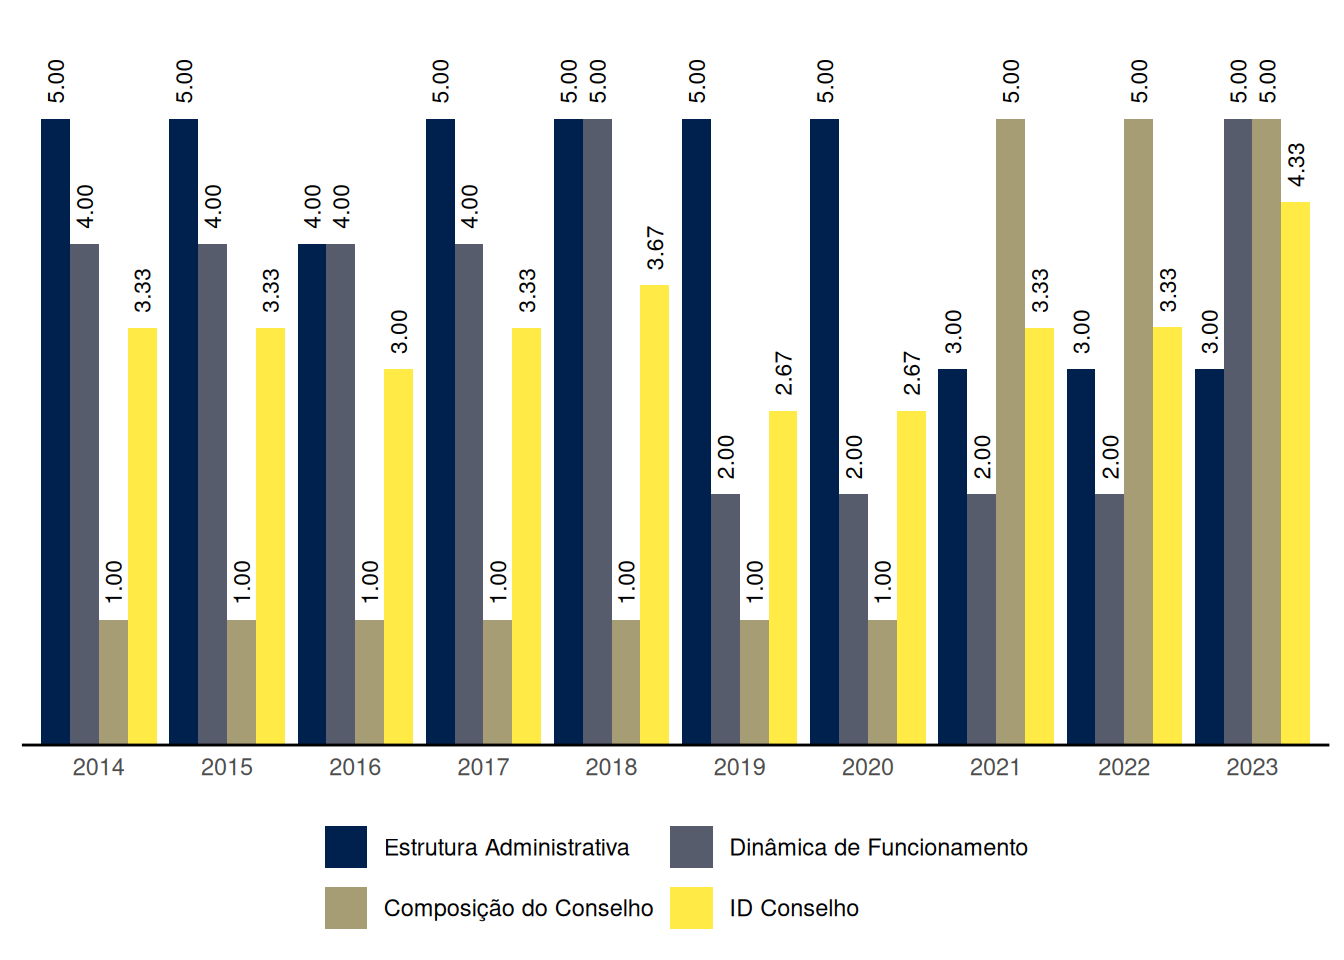 5.00 4.00 1.00 3.33 5.00 4.00 1.00 3.33 4.00 4.00 1.00 3.00 5.00 4.00 1.00 3.33 5.00 5.00 1.00 3.67 5.00 2.00 1.00 2.67 5.00 2.00 1.00 2.67 3.00 2.00 5.00 3.33 3.00 2.00 5.00 3.33 3.00 5.00 5.00 4.33
2014 2015 2016 2017 2018 2019 2020 2021 2022 2023
Estrutura Administrativa Dinâmica de Funcionamento
Composição do Conselho ID Conselho